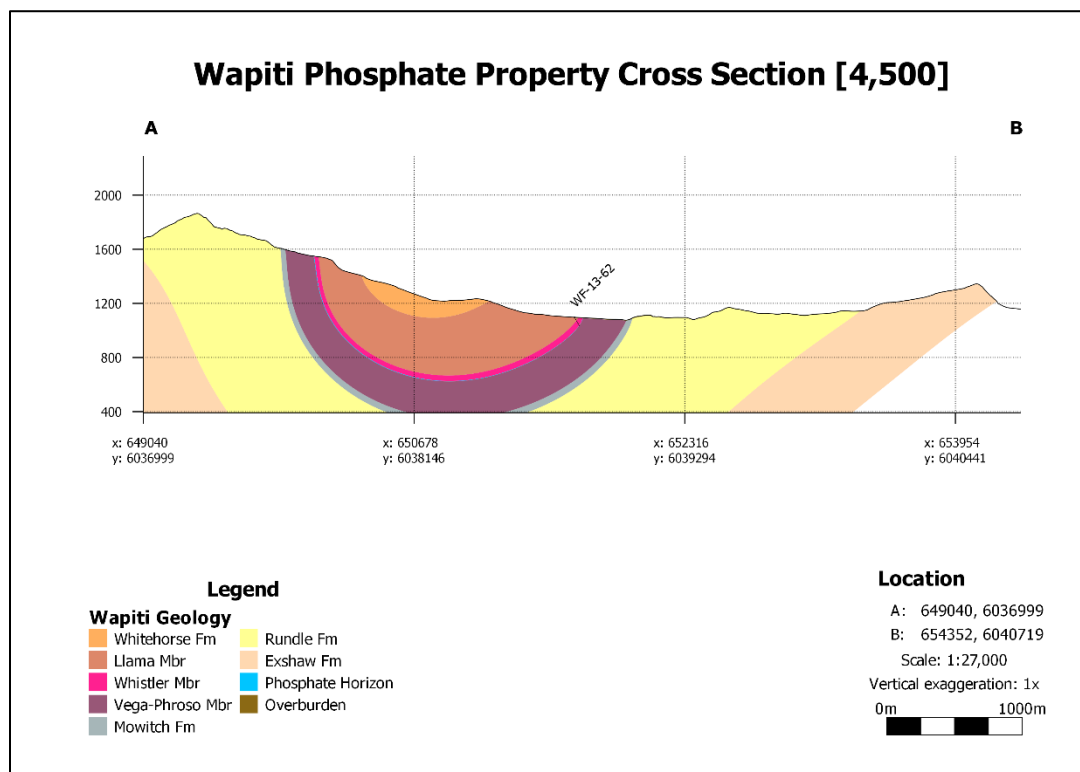 Wapiti Phosphate Property Cross Section [4,500]
A
B
2000
1600
1200
800
400
WF-13-62
x: 649040
y: 6036999
x: 650678
y: 6038146
x: 652316
y: 6039294
x: 653954
y: 6040441
Legend
Wapiti Geology
Whitehorse Fm
Llama Mbr
Whistler Mbr
Vega-Phroso Mbr
Mowitch Fm
Rundle Fm
Exshaw Fm
Phosphate Horizon
Overburden
Location
A: 649040, 6036999
B: 654352, 6040719
Scale: 1:27,000
Vertical exaggeration: 1x
0m 1000m